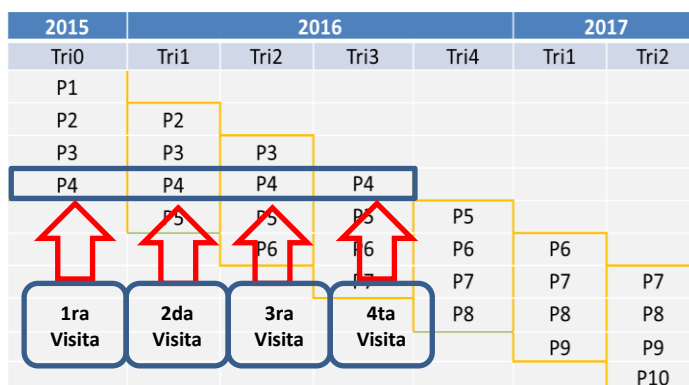 2015 2016 2017
Tri0 Tri1 Tri2 Tri3 Tri4 Tri1 Tri2
P1
P2 P2
P3 P3 P3
P4 P4 P4 P4
P5 P5 P5 P5
P6 P6 P6 P6
P7 P7 P7 P7
1ra Visita 2da Visita 3ra Visita 4ta Visita
P8 P8 P8
P9 P9
P10